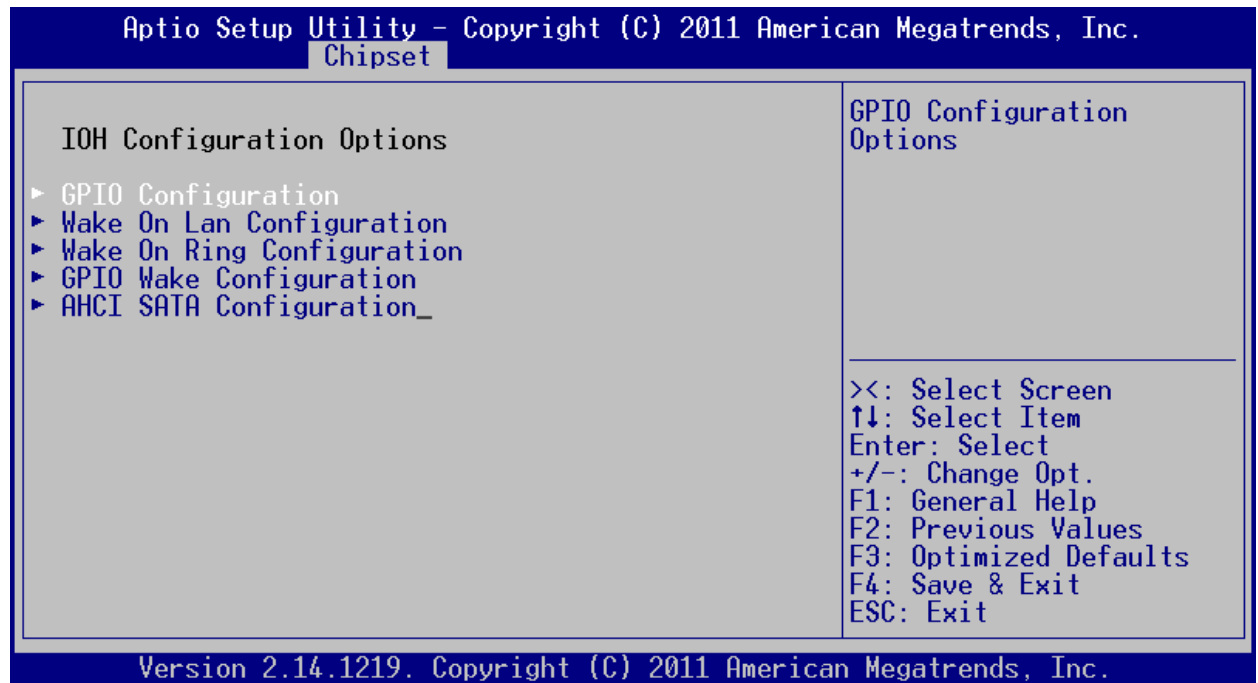 Aptio Setup Utility – Copyright (C) 2011 American Megatrends, Inc.
Chipset
IOH Configuration Options
► GPIO Configuration
► Wake On Lan Configuration
► Wake On Ring Configuration
► GPIO Wake Configuration
► AHCI SATA Configuration_
GPIO Configuration
Options
><: Select Screen
↑↓: Select Item
Enter: Select
+/-: Change Opt.
F1: General Help
F2: Previous Values
F3: Optimized Defaults
F4: Save & Exit
ESC: Exit
Version 2.14.1219. Copyright (C) 2011 American Megatrends, Inc.